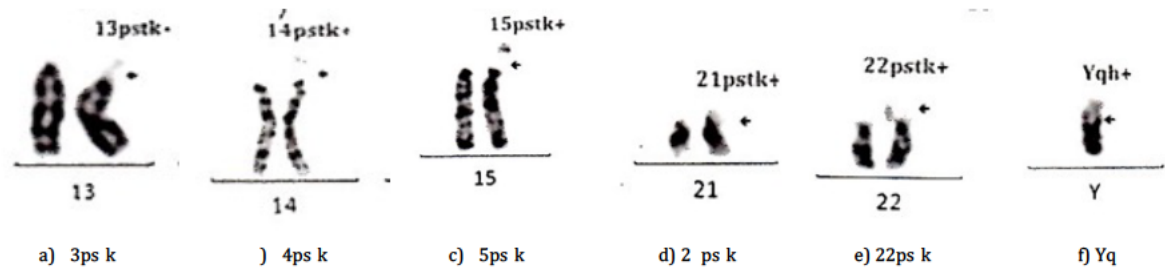 13pstk+
14pstk+
15pstk+
21pstk+
22pstk+
Yqh+
13
14
15
21
22
Y
a) 3ps k
) 4ps k
c) 5ps k
d) 2 ps k
e) 22ps k
f) Yq